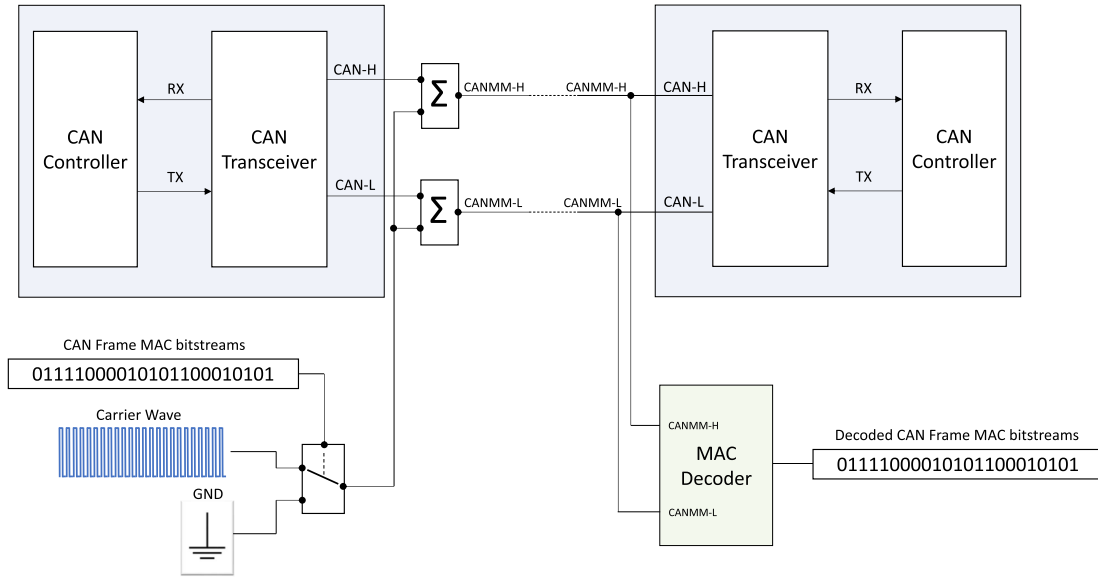 CAN-H
CANMM-H
CANMM-H
CAN-H
RX
RX
Σ
CAN
Controller
CAN
Transceiver
CAN
Transceiver
CAN
Controller
TX
TX
CAN-L
CANMM-L
CANMM-L
CAN-L
Σ
CAN Frame MAC bitstreams
01111000010101100010101
Carrier Wave
GND
CANMM-H
MAC
Decoder
CANMM-L
Decoded CAN Frame MAC bitstreams
01111000010101100010101